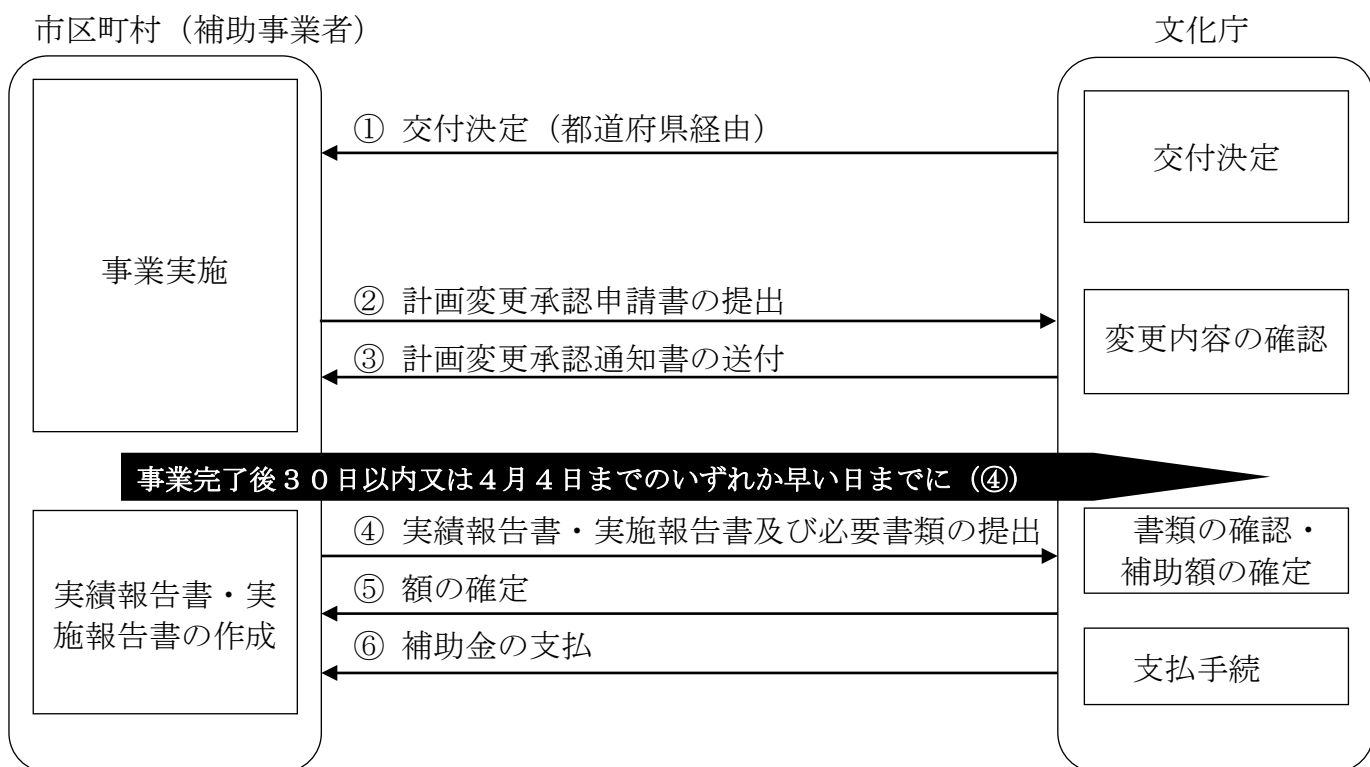 市区町村（補助事業者）
文化庁
① 交付決定（都道府県経由）
交付決定
事業実施
② 計画変更承認申請書の提出
変更内容の確認
③ 計画変更承認通知書の送付
事業完了後３０日以内又は４月４日までのいずれか早い日までに（④）
④ 実績報告書・実施報告書及び必要書類の提出
書類の確認・
補助額の確定
実績報告書・実
施報告書の作成
⑤ 額の確定
⑥ 補助金の支払
支払手続